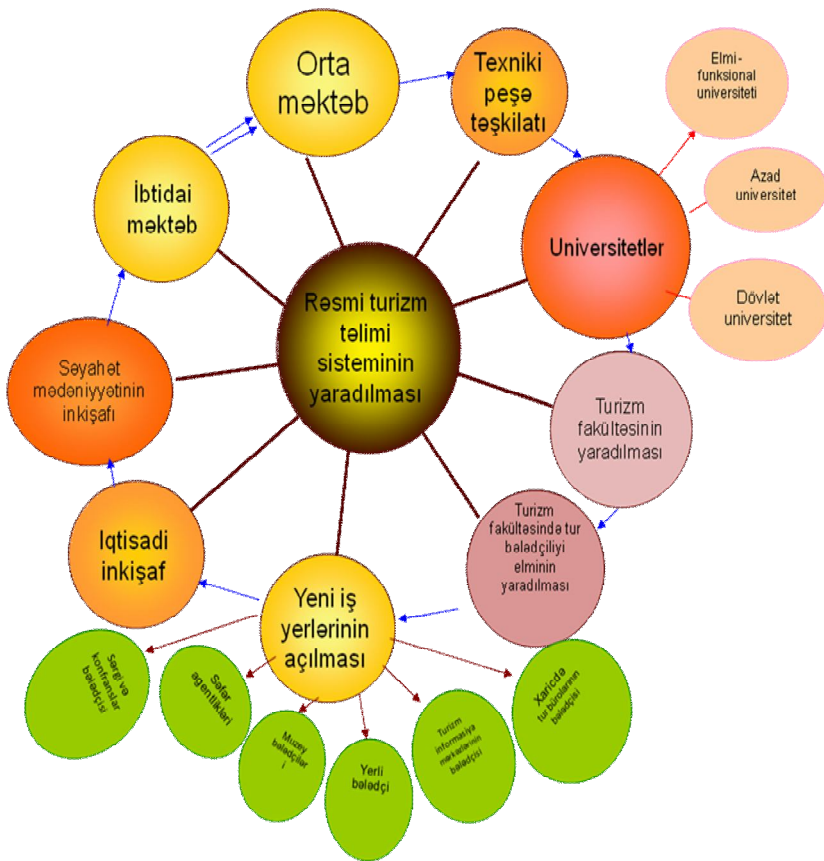 Orta
məktəb
Texniki
peşə
təşkilatı
Elmi-
funksional
universiteti
Azad
universitet
Dövlət
universitet
Universitetlər
İbtidai
məktəb
Rəsmi turizm
təlimi
sisteminin
yaradılması
Səyahət
mədəniyyətinin
inkişafı
Turizm
fakültəsinin
yaradılması
Turizm
fakültəsində tur
bələdçiliyi
elminin
yaradılması
Iqtisadi
inkişaf
Yeni iş
yerlərinin
açılması
Sərgi və
konfranslar
bələdçisi
Səfər
agentlikləri
Muzey
bələdçilər
i
Yerli
bələdçi
Turizm
informasiya
mərkəzlərinin
bələdçisi
Xaricdə
tur bürolarının
bələdçisi